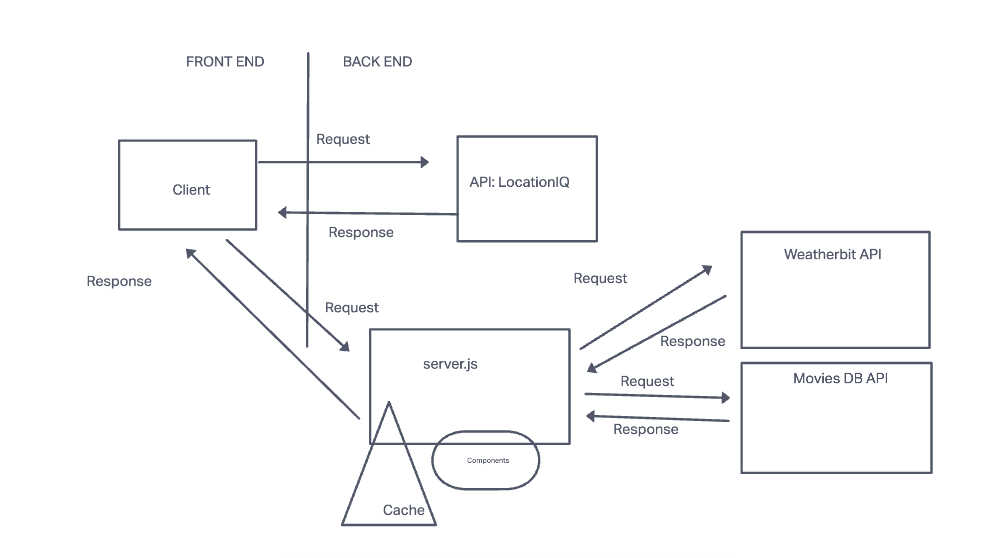 FRONT END
BACK END
Request
Client
API: LocationIQ
Response
Response
Request
Request
Weatherbit API
Response
server.js
Request
Movies DB API
Response
Components
Cache